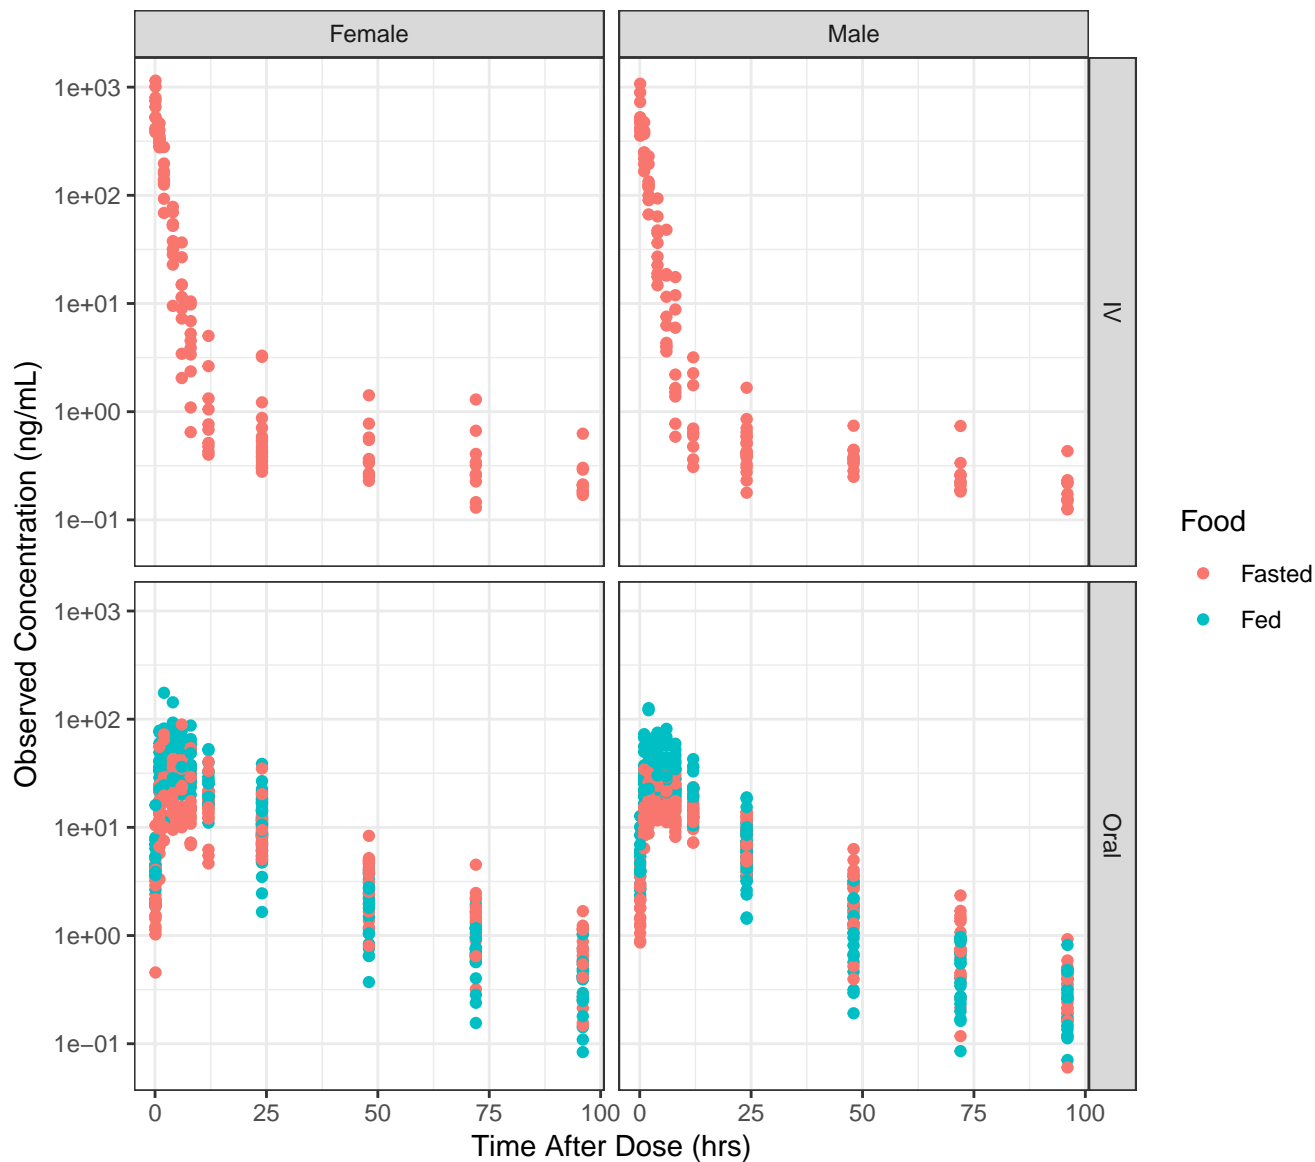 Female
Male
1e+03
1e+02
1e+01
1e+00
1e−01
IV
Observed Concentration (ng/mL)
Food
Fasted
Fed
1e+03
1e+02
1e+01
1e+00
1e−01
Oral
0 25 50 75 100 0 25 50 75 100
Time After Dose (hrs)